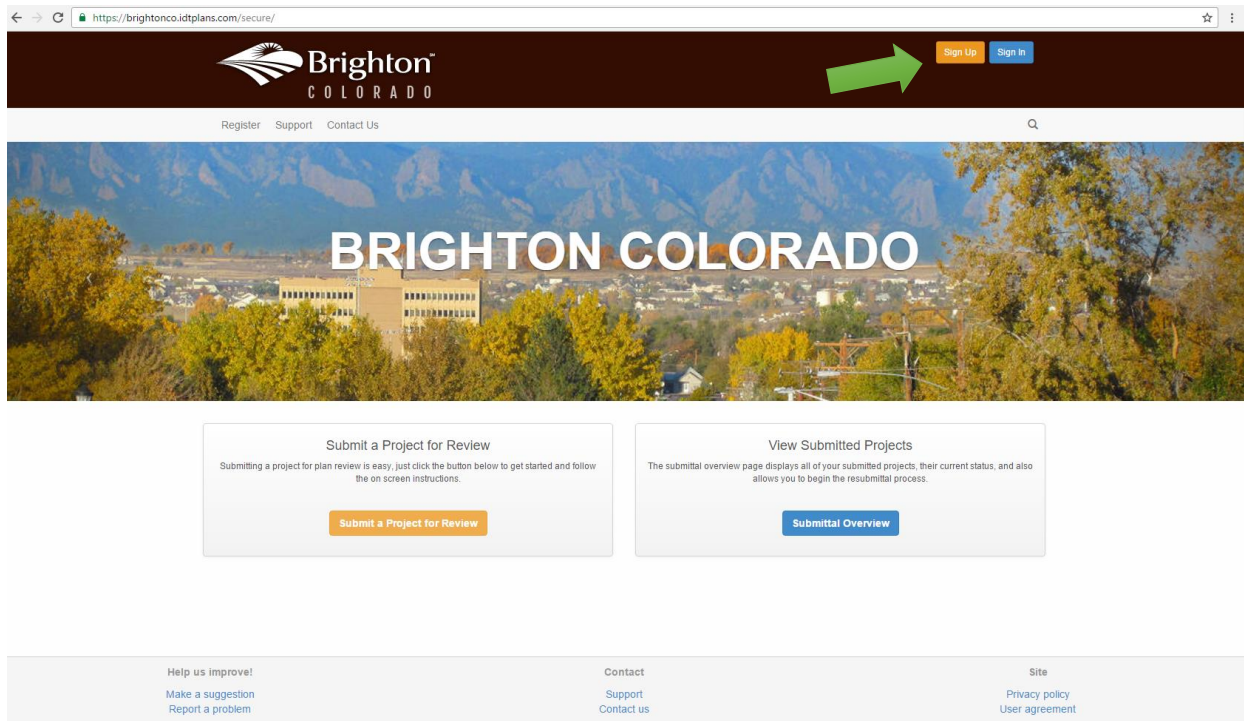 https://brightonco.idtplans.com/secure/
Brighton℠
COLORADO
Sign Up
Sign In
Register
Support
Contact Us
BRIGHTON COLORADO
Submit a Project for Review
Submitting a project for plan review is easy, just click the button below to get started and follow
the on screen instructions.
Submit a Project for Review
View Submitted Projects
The submittal overview page displays all of your submitted projects, their current status, and also
allows you to begin the resubmittal process.
Submittal Overview
Help us improve!
Make a suggestion
Report a problem
Contact
Support
Contact us
Site
Privacy policy
User agreement